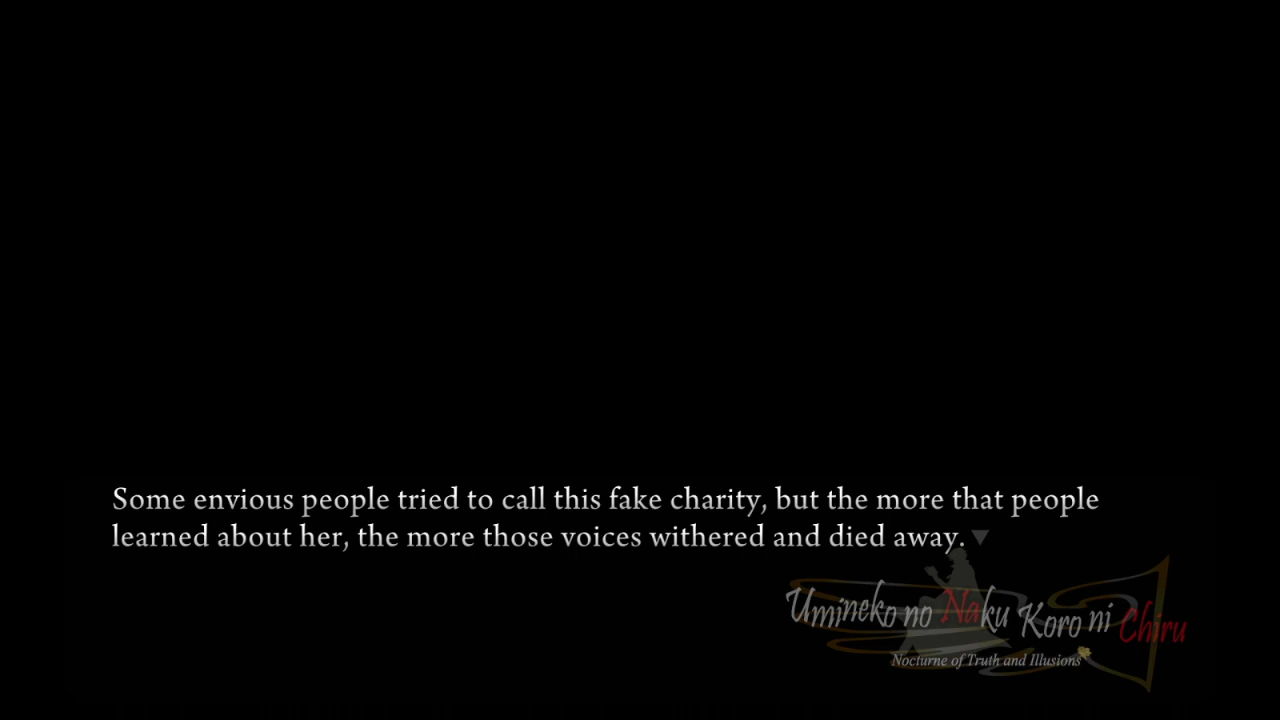 Some envious people tried to call this fake charity, but the more that people
learned about her, the more those voices withered and died away.
Umineko no Naku Koro ni Chiru
Nocturne of Truth and Illusions